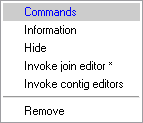 Commands
Information
Hide
Invoke join editor *
Invoke contig editors
Remove